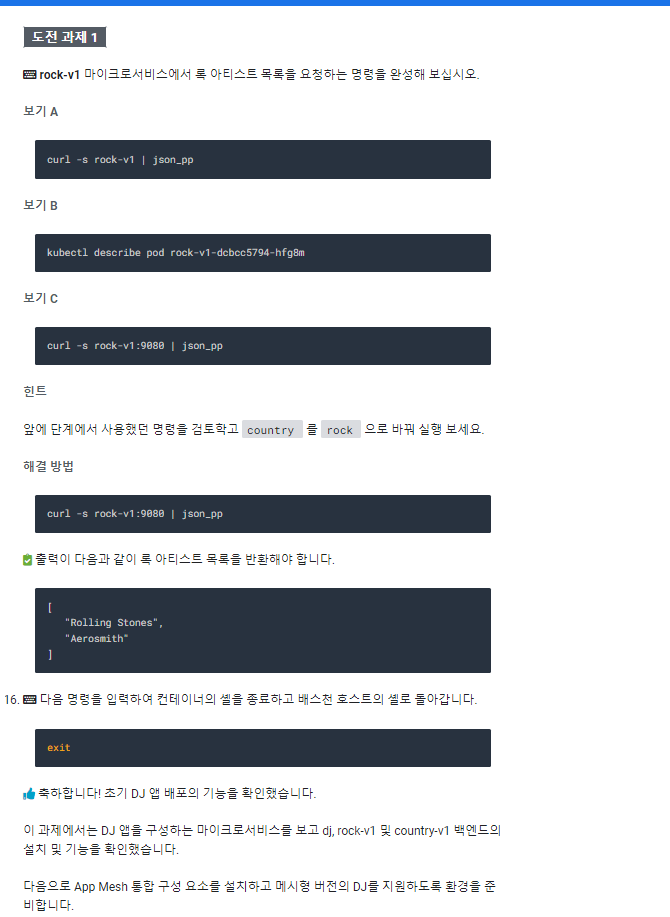 도전 과제 1
rock-v1 마이크로서비스에서 록 아티스트 목록을 요청하는 명령을 완성해 보십시오.
보기 A
curl -s rock-v1 | json_pp
보기 B
kubectl describe pod rock-v1-dcbcc5794-hfg8m
보기 C
curl -s rock-v1:9080 | json_pp
힌트
앞에 단계에서 사용했던 명령을 검토학고 country 를 rock 으로 바꿔 실행 보세요.
해결 방법
curl -s rock-v1:9080 | json_pp
출력이 다음과 같이 록 아티스트 목록을 반환해야 합니다.
[
"Rolling Stones",
"Aerosmith"
]
16. 다음 명령을 입력하여 컨테이너의 셸을 종료하고 배스천 호스트의 셸로 돌아갑니다.
exit
축하합니다! 초기 DJ 앱 배포의 기능을 확인했습니다.
이 과제에서는 DJ 앱을 구성하는 마이크로서비스를 보고 dj, rock-v1 및 country-v1 백엔드의
설치 및 기능을 확인했습니다.
다음으로 App Mesh 통합 구성 요소를 설치하고 메시형 버전의 DJ를 지원하도록 환경을 준
비합니다.